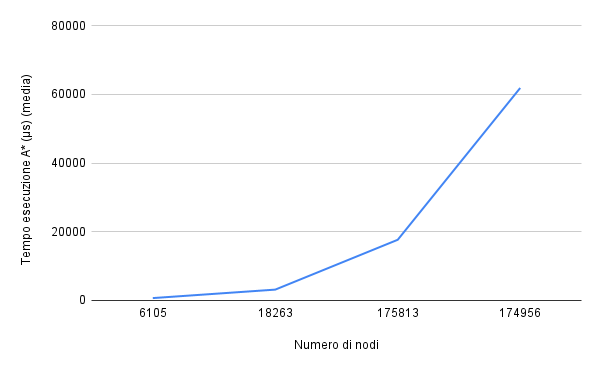 80000
60000
40000
20000
0
Tempo esecuzione A* (µs) (media)
6105 18263 175813 174956
Numero di nodi